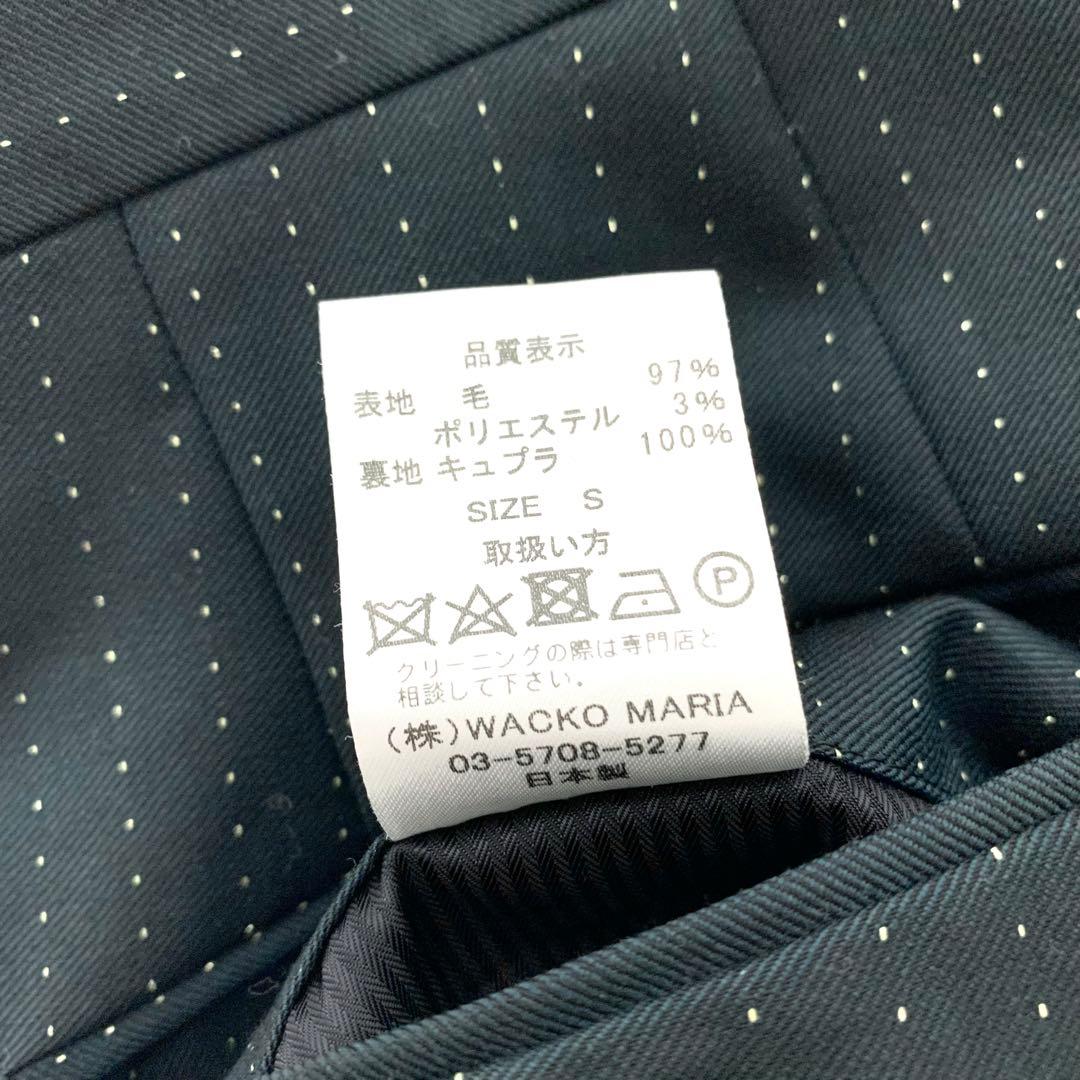 品質表示
表地 毛 97%
ポリエステル 3%
裏地 キュプラ 100%
SIZE S
取扱い方
P
クリーニングの際は専門店と
相談して下さい。
(株)WACKO MARIA
03-5708-5277
日本製